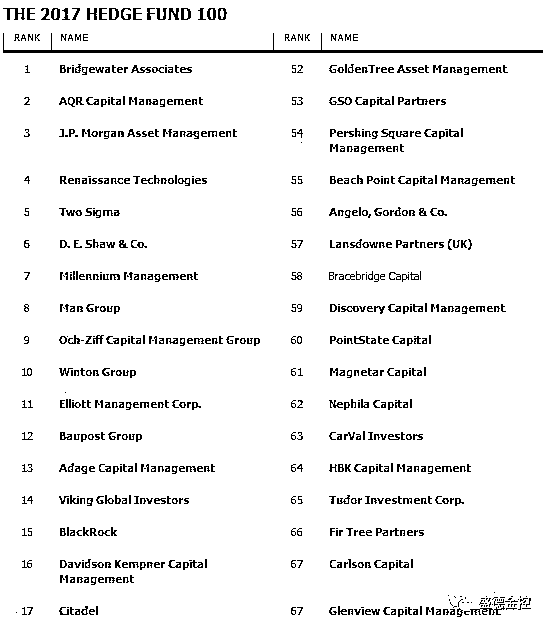 THE 2017 HEDGE FUND 100
RANK NAME RANK NAME
1 Bridgewater Associates 52 GoldenTree Asset Management
2 AQR Capital Management 53 GSO Capital Partners
3 J.P. Morgan Asset Management 54 Pershing Square Capital
Management
4 Renaissance Technologies 55 Beach Point Capital Management
5 Two Sigma 56 Angelo, Gordon & Co.
6 D. E. Shaw & Co. 57 Lansdowne Partners (UK)
7 Millennium Management 58 Bracebridge Capital
8 Man Group 59 Discovery Capital Management
9 Och-Ziff Capital Management Group 60 PointState Capital
10 Winton Group 61 Magnetar Capital
11 Elliott Management Corp. 62 Nephila Capital
12 Baupost Group 63 CarVal Investors
13 Adage Capital Management 64 HBK Capital Management
14 Viking Global Investors 65 Tudor Investment Corp.
15 BlackRock 66 Fir Tree Partners
16 Davidson Kempner Capital 67 Carlson Capital
Management
17 Citadel 67 Glenview Capital Management
盛德金控